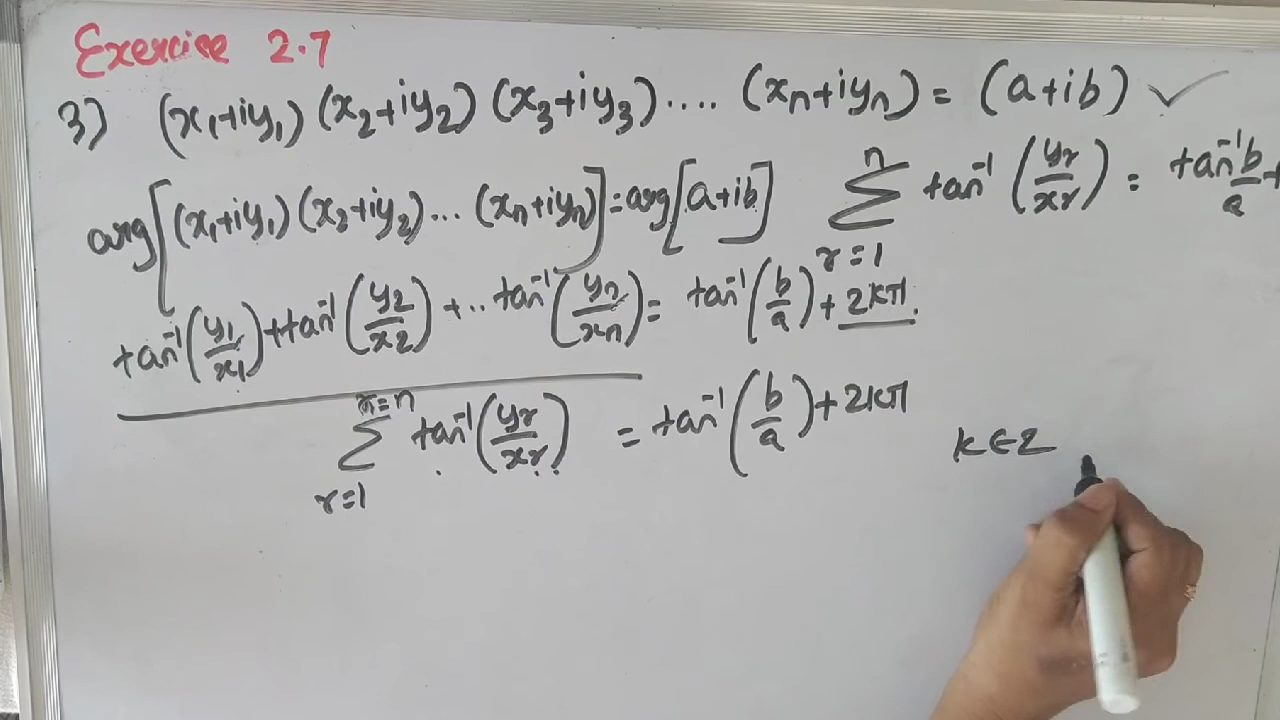 Exercise 2.7
3) (x₁+iy₁) (x₂+iy₂) (x₃+iy₃).... (xn+iyn) = (a+ib) ✓
arg[(x₁+iy₁)(x₂+iy₂)... (xn+iyn)] = arg[a+ib]
n
∑ tan⁻¹ (yr/xr) = tan⁻¹ b/a +
r=1
tan⁻¹(y₁/x₁)+tan⁻¹(y₂/x₂)+..tan⁻¹(yn/xn) = tan⁻¹(b/a)+2kπ.
r=n
∑ tan⁻¹(yr/xr) = tan⁻¹(b/a)+2kπ
r=1
k∈Z